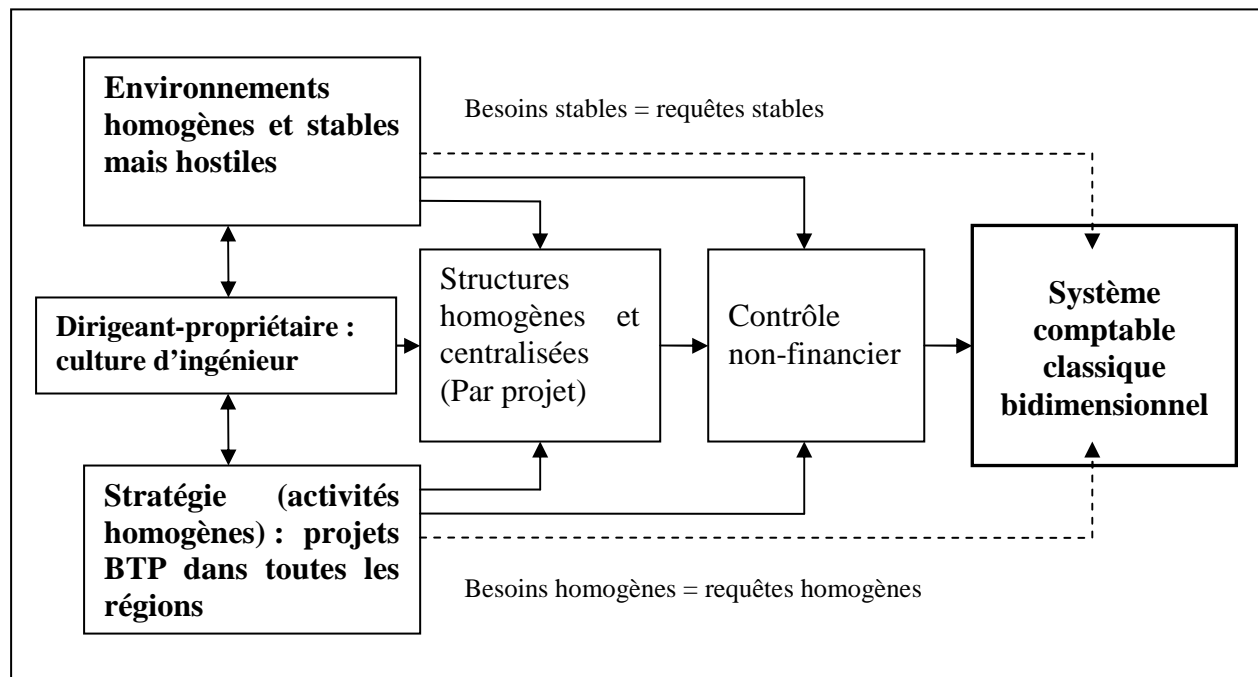 Environnements
homogènes et stables
mais hostiles
Besoins stables = requêtes stables
Dirigeant-propriétaire :
culture d’ingénieur
Structures
homogènes et
centralisées
(Par projet)
Contrôle
non-financier
Système
comptable
classique
bidimensionnel
Stratégie (activités
homogènes) : projets
BTP dans toutes les
régions
Besoins homogènes = requêtes homogènes